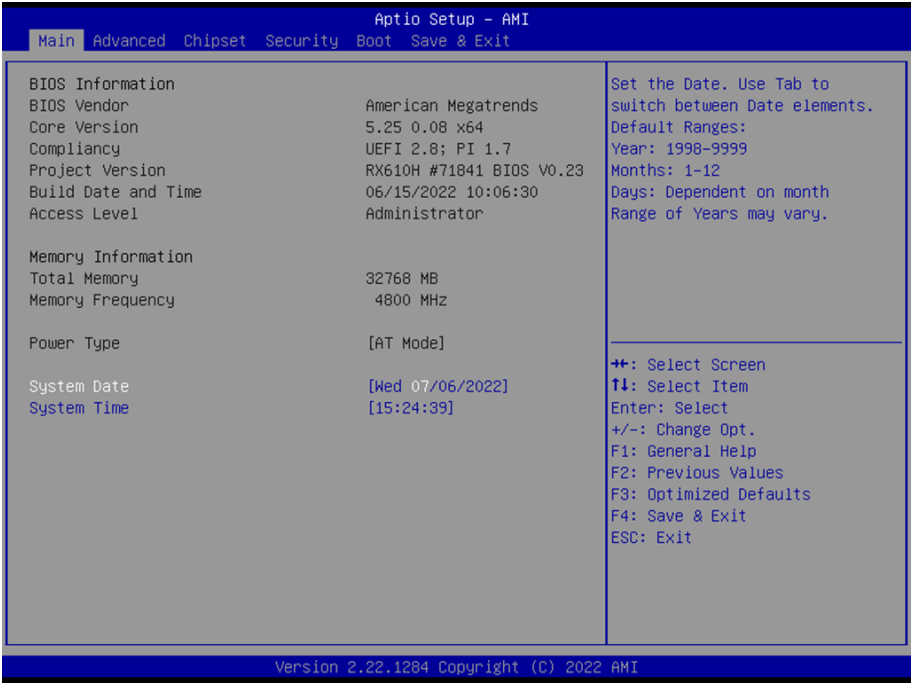 Aptio Setup – AMI
Main Advanced Chipset Security Boot Save & Exit
BIOS Information
BIOS Vendor American Megatrends
Core Version 5.25 0.08 x64
Compliancy UEFI 2.8; PI 1.7
Project Version RX610H #71841 BIOS V0.23
Build Date and Time 06/15/2022 10:06:30
Access Level Administrator
Memory Information
Total Memory 32768 MB
Memory Frequency 4800 MHz
Power Type [AT Mode]
System Date [Wed 07/06/2022]
System Time [15:24:39]
Set the Date. Use Tab to
switch between Date elements.
Default Ranges:
Year: 1998-9999
Months: 1-12
Days: Dependent on month
Range of Years may vary.
→←: Select Screen
↑↓: Select Item
Enter: Select
+/-: Change Opt.
F1: General Help
F2: Previous Values
F3: Optimized Defaults
F4: Save & Exit
ESC: Exit
Version 2.22.1284 Copyright (C) 2022 AMI